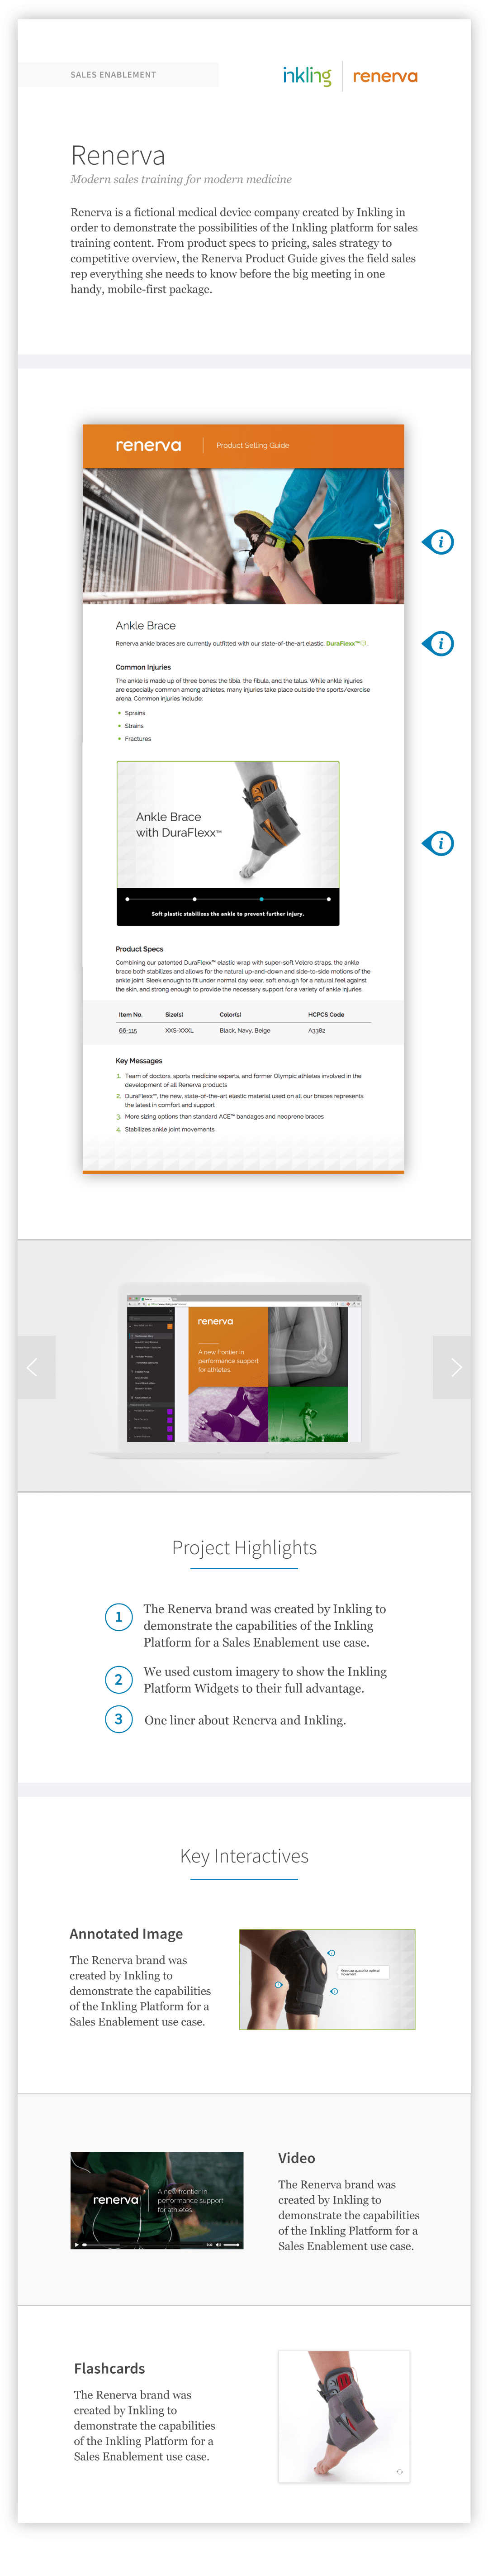 SALES ENABLEMENT
inkling
renerva
Renerva
Modern sales training for modern medicine
Renerva is a fictional medical device company created by Inkling in
order to demonstrate the possibilities of the Inkling platform for sales
training content. From product specs to pricing, sales strategy to
competitive overview, the Renerva Product Guide gives the field sales
rep everything she needs to know before the big meeting in one
handy, mobile-first package.
renerva
Product Selling Guide
i
Ankle Brace
Renerva ankle braces are currently outfitted with our state-of-the-art elastic, DuraFlexx™
i
Common Injuries
The ankle is made up of three bones: the tibia, the fibula, and the talus. While ankle injuries
are especially common among athletes, many injuries take place outside the sports/exercise
arena. Common injuries include:
Sprains
Strains
Fractures
Ankle Brace
with DuraFlexx™
i
Soft plastic stabilizes the ankle to prevent further injury.
Product Specs
Combining our patented DuraFlexx™ elastic wrap with super-soft Velcro straps, the ankle
brace both stabilizes and allows for the natural up-and-down and side-to-side motions of the
ankle joint. Sleek enough to fit under normal day wear, soft enough for a natural feel against
the skin, and strong enough to provide the necessary support for a variety of ankle injuries.
Item No. Size(s) Color(s) HCPCS Code
66-115 XXS-XXXL Black, Navy, Beige A3382
Key Messages
1. Team of doctors, sports medicine experts, and former Olympic athletes involved in the
development of all Renerva products
2. DuraFlexx™, the new, state-of-the-art elastic material used on all our braces represents
the latest in comfort and support
3. More sizing options than standard ACE™ bandages and neoprene braces
4. Stabilizes ankle joint movements
renerva
A new frontier in
performance support
for athletes.
Project Highlights
1 The Renerva brand was created by Inkling to
demonstrate the capabilities of the Inkling
Platform for a Sales Enablement use case.
2 We used custom imagery to show the Inkling
Platform Widgets to their full advantage.
3 One liner about Renerva and Inkling.
Key Interactives
Annotated Image
The Renerva brand was
created by Inkling to
demonstrate the capabilities
of the Inkling Platform for a
Sales Enablement use case.
renerva
A new frontier in
performance support
for athletes.
Video
The Renerva brand was
created by Inkling to
demonstrate the capabilities
of the Inkling Platform for a
Sales Enablement use case.
Flashcards
The Renerva brand was
created by Inkling to
demonstrate the capabilities
of the Inkling Platform for a
Sales Enablement use case.